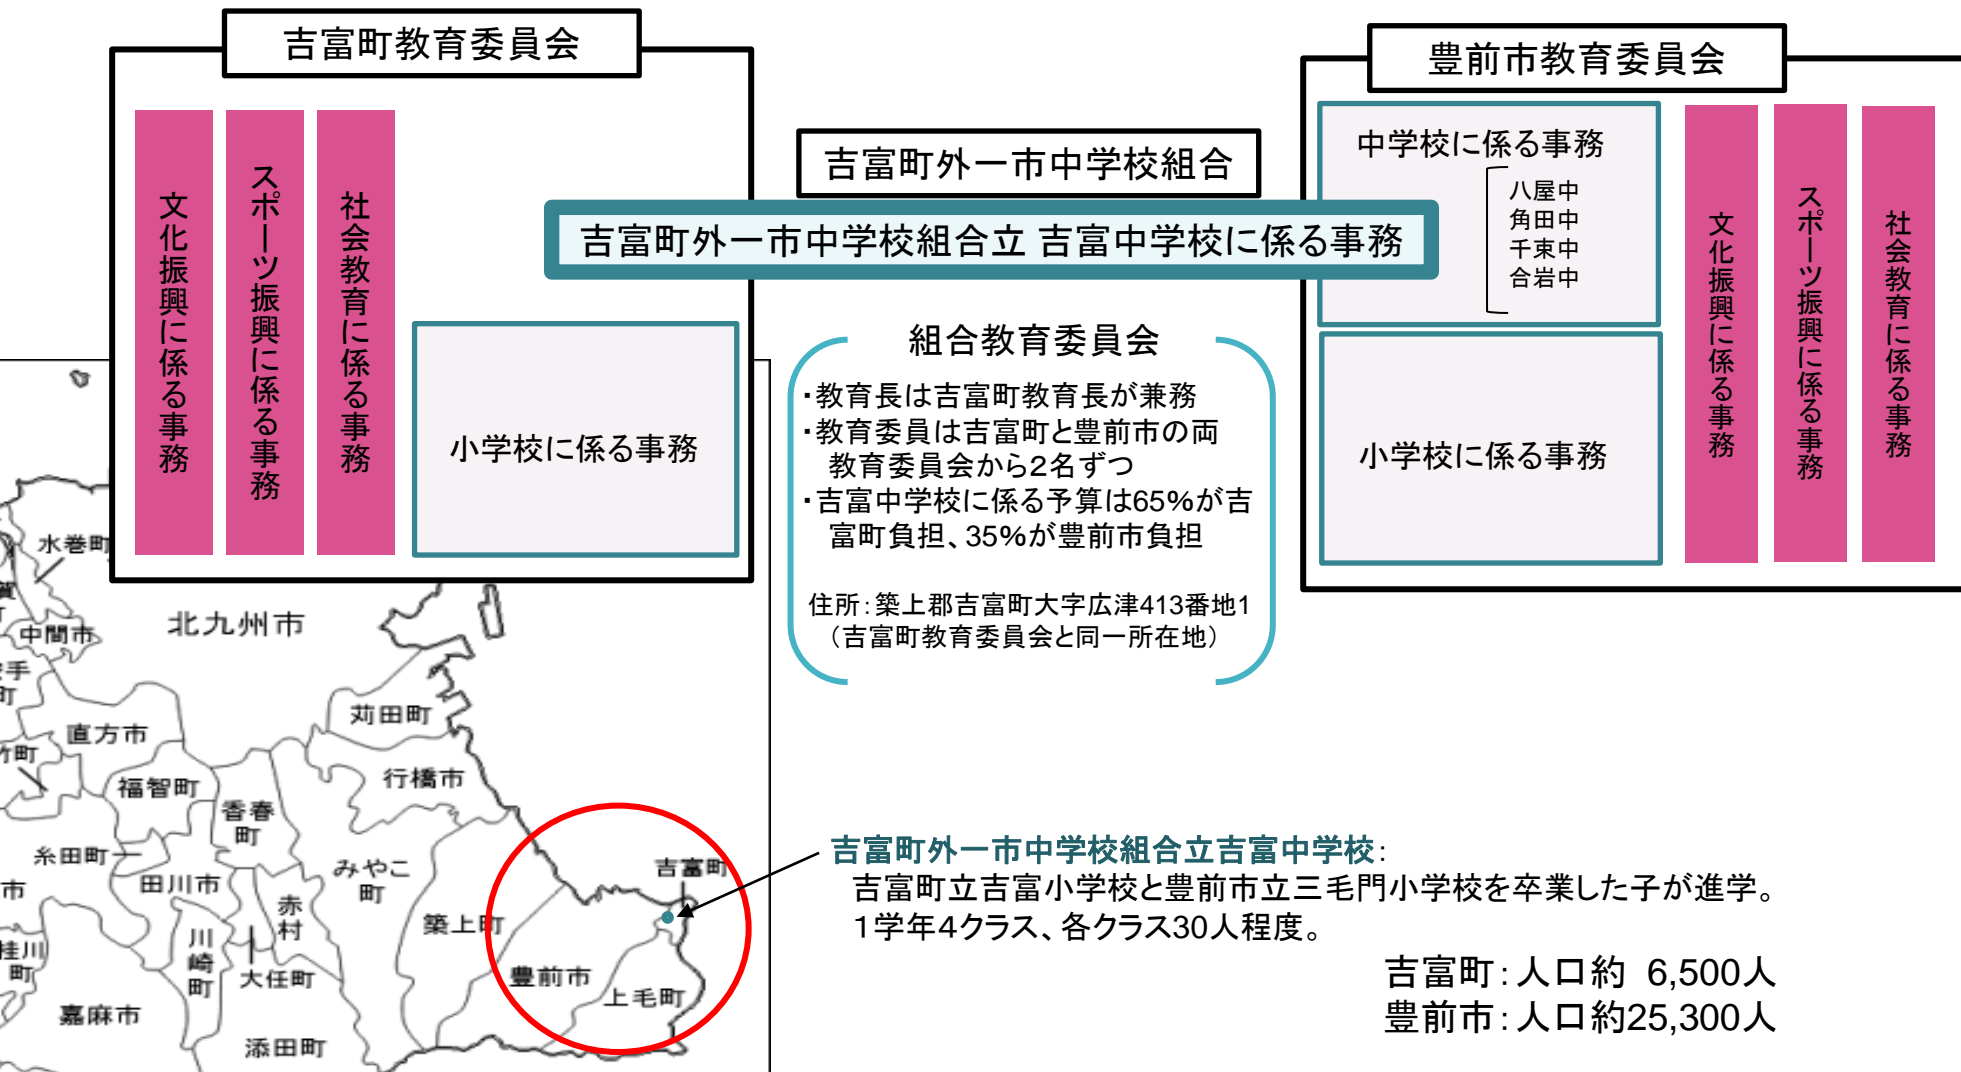 吉富町教育委員会
文化振興に係る事務
スポーツ振興に係る事務
社会教育に係る事務
小学校に係る事務
吉富町外一市中学校組合
吉富町外一市中学校組合立 吉富中学校に係る事務
組合教育委員会
・教育長は吉富町教育長が兼務
・教育委員は吉富町と豊前市の両
教育委員会から2名ずつ
・吉富中学校に係る予算は65%が吉
富町負担、35%が豊前市負担
住所：築上郡吉富町大字広津413番地1
（吉富町教育委員会と同一所在地）
豊前市教育委員会
中学校に係る事務
八屋中
角田中
千束中
合岩中
小学校に係る事務
文化振興に係る事務
スポーツ振興に係る事務
社会教育に係る事務
水巻町
中間市
北九州市
苅田町
直方市
行橋市
福智町
香春
町
糸田町
田川市
みやこ
町
赤
村
川
崎
町
大任町
築上町
吉富町
豊前市
上毛町
桂川
町
嘉麻市
添田町
吉富町外一市中学校組合立吉富中学校：
吉富町立吉富小学校と豊前市立三毛門小学校を卒業した子が進学。
1学年4クラス、各クラス30人程度。
吉富町：人口約 6,500人
豊前市：人口約25,300人